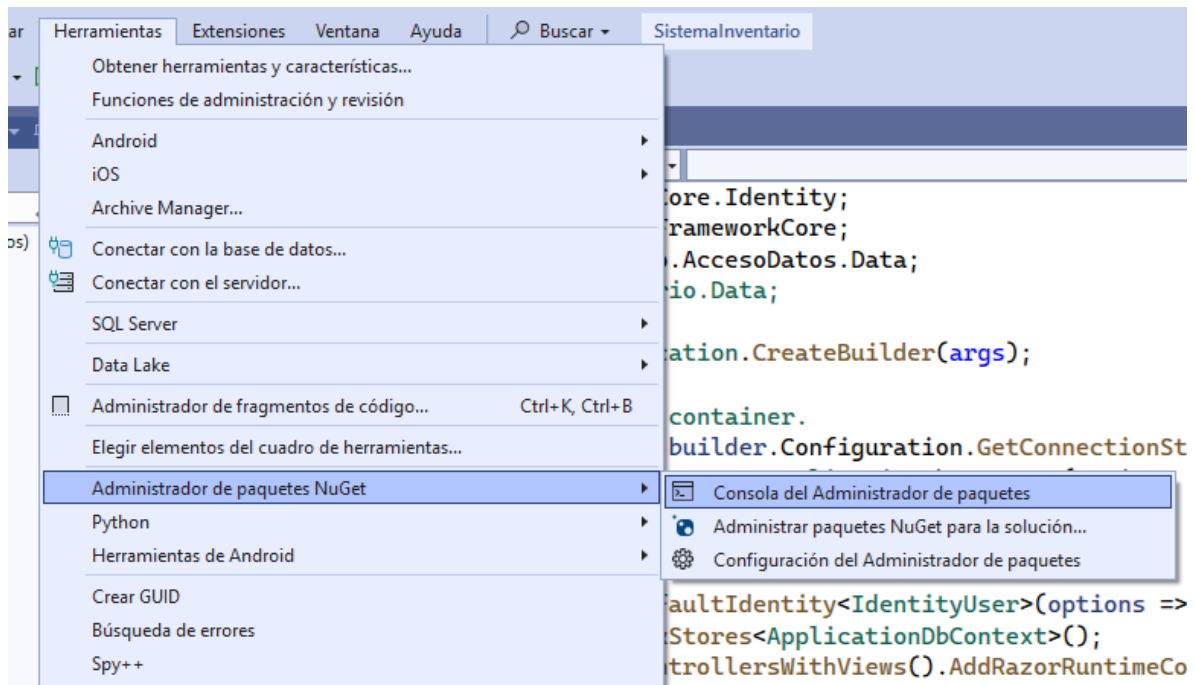 ar Herramientas Extensiones Ventana Ayuda Buscar SistemaInventario
Obtener herramientas y características...
Funciones de administración y revisión
Android
iOS
Archive Manager...
os) Conectar con la base de datos...
Conectar con el servidor...
SQL Server
Data Lake
Administrador de fragmentos de código... Ctrl+K, Ctrl+B
Elegir elementos del cuadro de herramientas...
Administrador de paquetes NuGet
Python
Herramientas de Android
Crear GUID
Búsqueda de errores
Spy++
Consola del Administrador de paquetes
Administrar paquetes NuGet para la solución...
Configuración del Administrador de paquetes
ore.Identity;
rameworkCore;
.AccesoDatos.Data;
rio.Data;
cation.CreateBuilder(args);
container.
builder.Configuration.GetConnectionSt
aultIdentity<IdentityUser>(options =>
Stores<ApplicationDbContext>();
trollersWithViews().AddRazorRuntimeCo